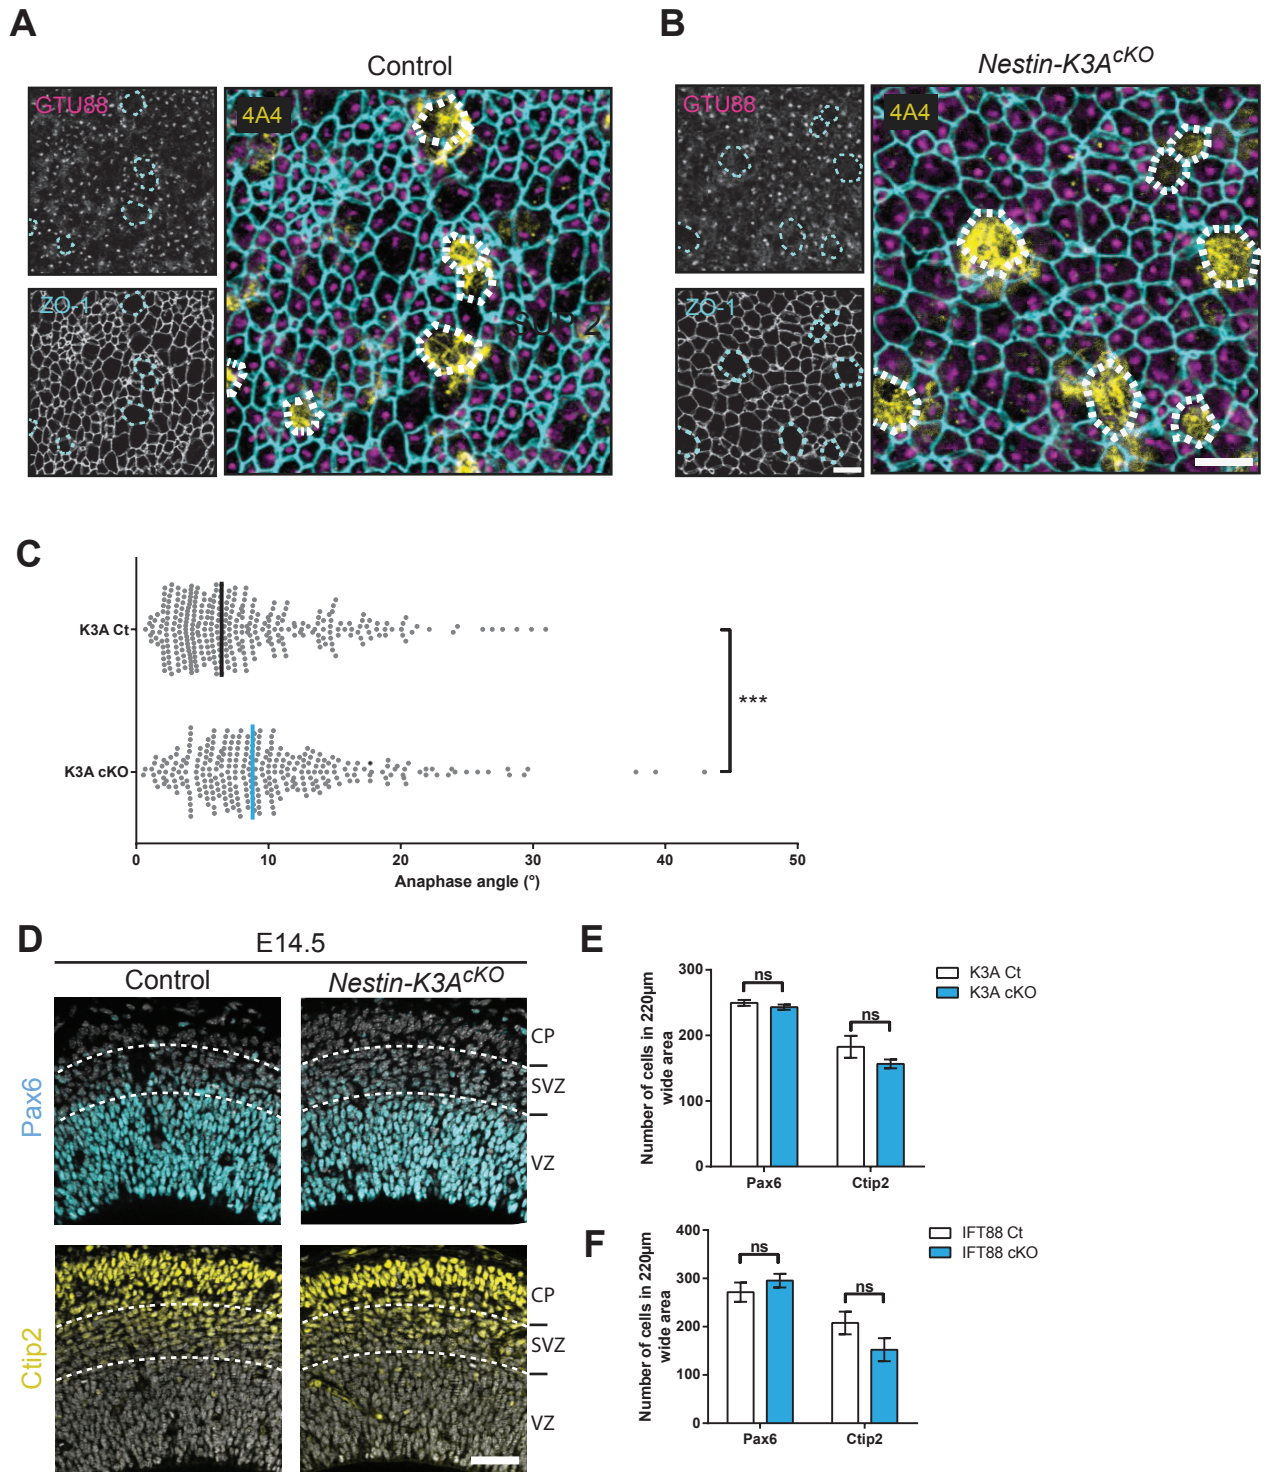 A
B
Control
Nestin-K3AcKO
GTU88
4A4
GTU88
4A4
ZO-1
ZO-1
C
K3A Ct
***
K3A cKO
0 10 20 30 40 50
Anaphase angle (°)
D
E14.5
Control
Nestin-K3AcKO
Pax6
CP
SVZ
VZ
Ctip2
CP
SVZ
VZ
E
300
200
100
0
Number of cells in 220µm
wide area
ns
ns
Pax6
Ctip2
K3A Ct
K3A cKO
F
400
300
200
100
0
Number of cells in 220µm
wide area
ns
ns
Pax6
Ctip2
IFT88 Ct
IFT88 cKO